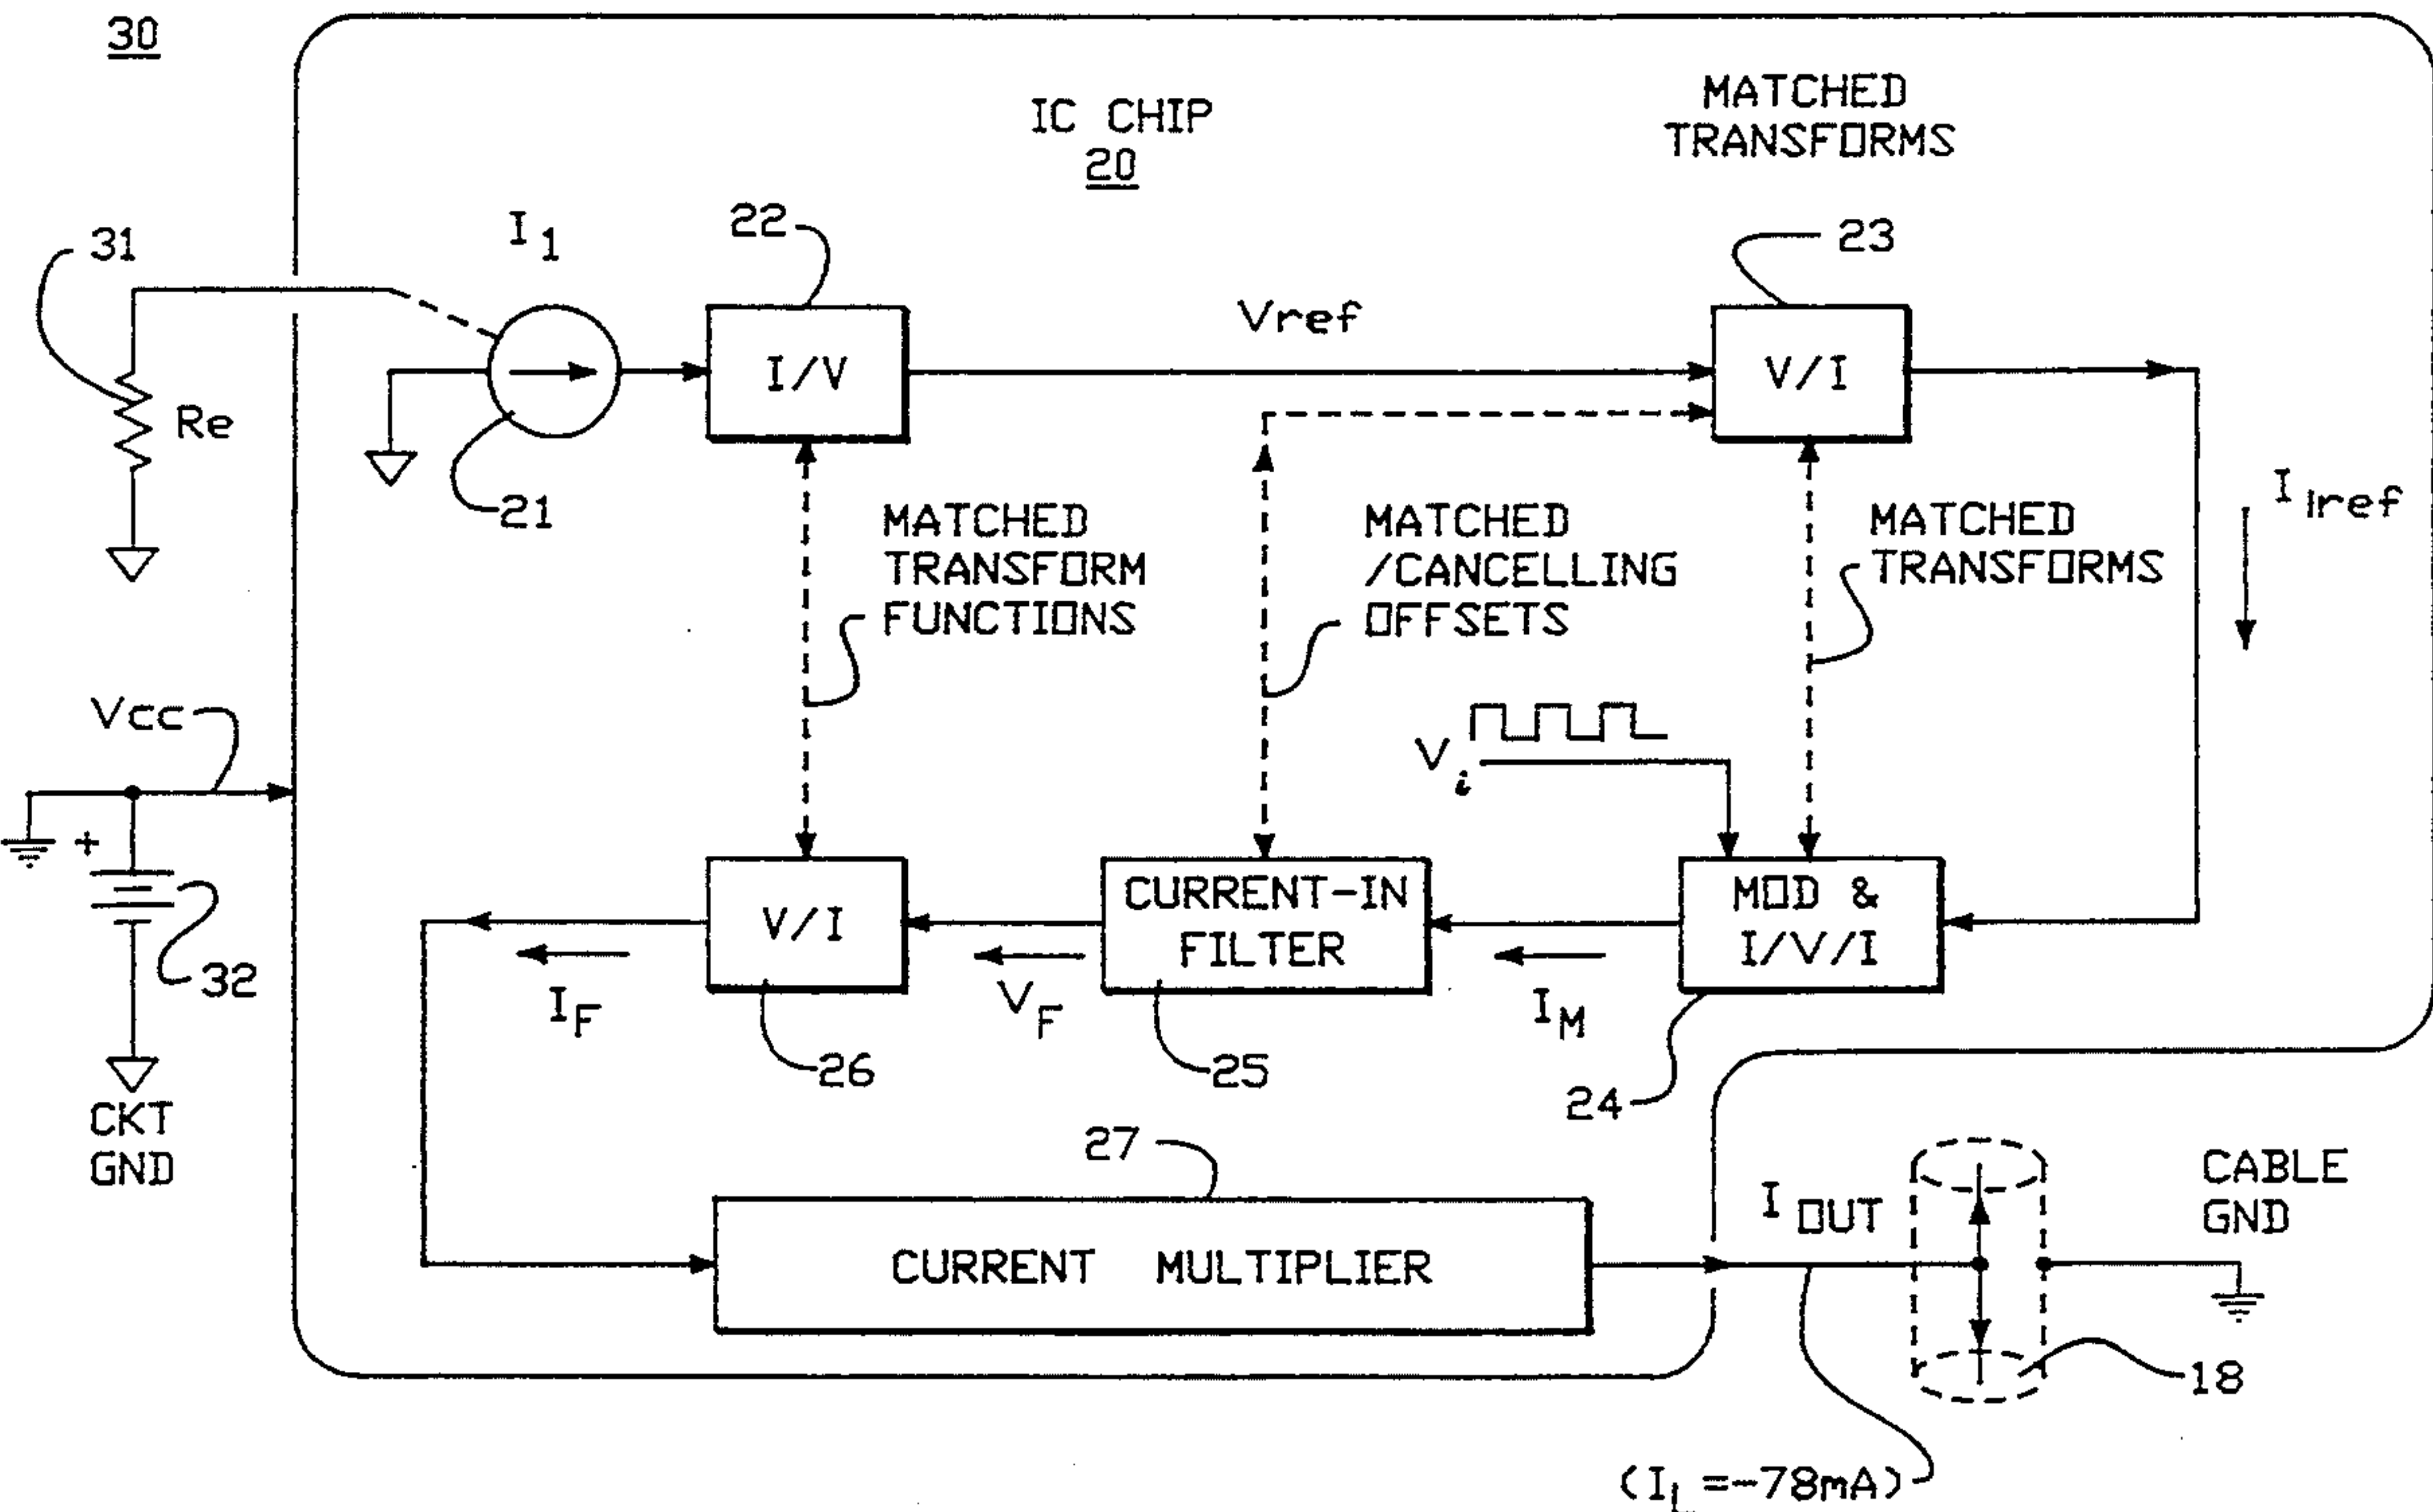 30
IC CHIP
20
MATCHED
TRANSFORMS
31
I1
22
23
Vref
I/V
V/I
Re
21
MATCHED
TRANSFORM
FUNCTIONS
MATCHED
/CANCELLING
OFFSETS
MATCHED
TRANSFORMS
I1ref
Vcc
Vi
+
V/I
CURRENT-IN
FILTER
MOD &
I/V/I
32
IF
VF
IM
26
25
24
CKT
GND
27
CURRENT MULTIPLIER
IOUT
CABLE
GND
18
(IL =-78mA)